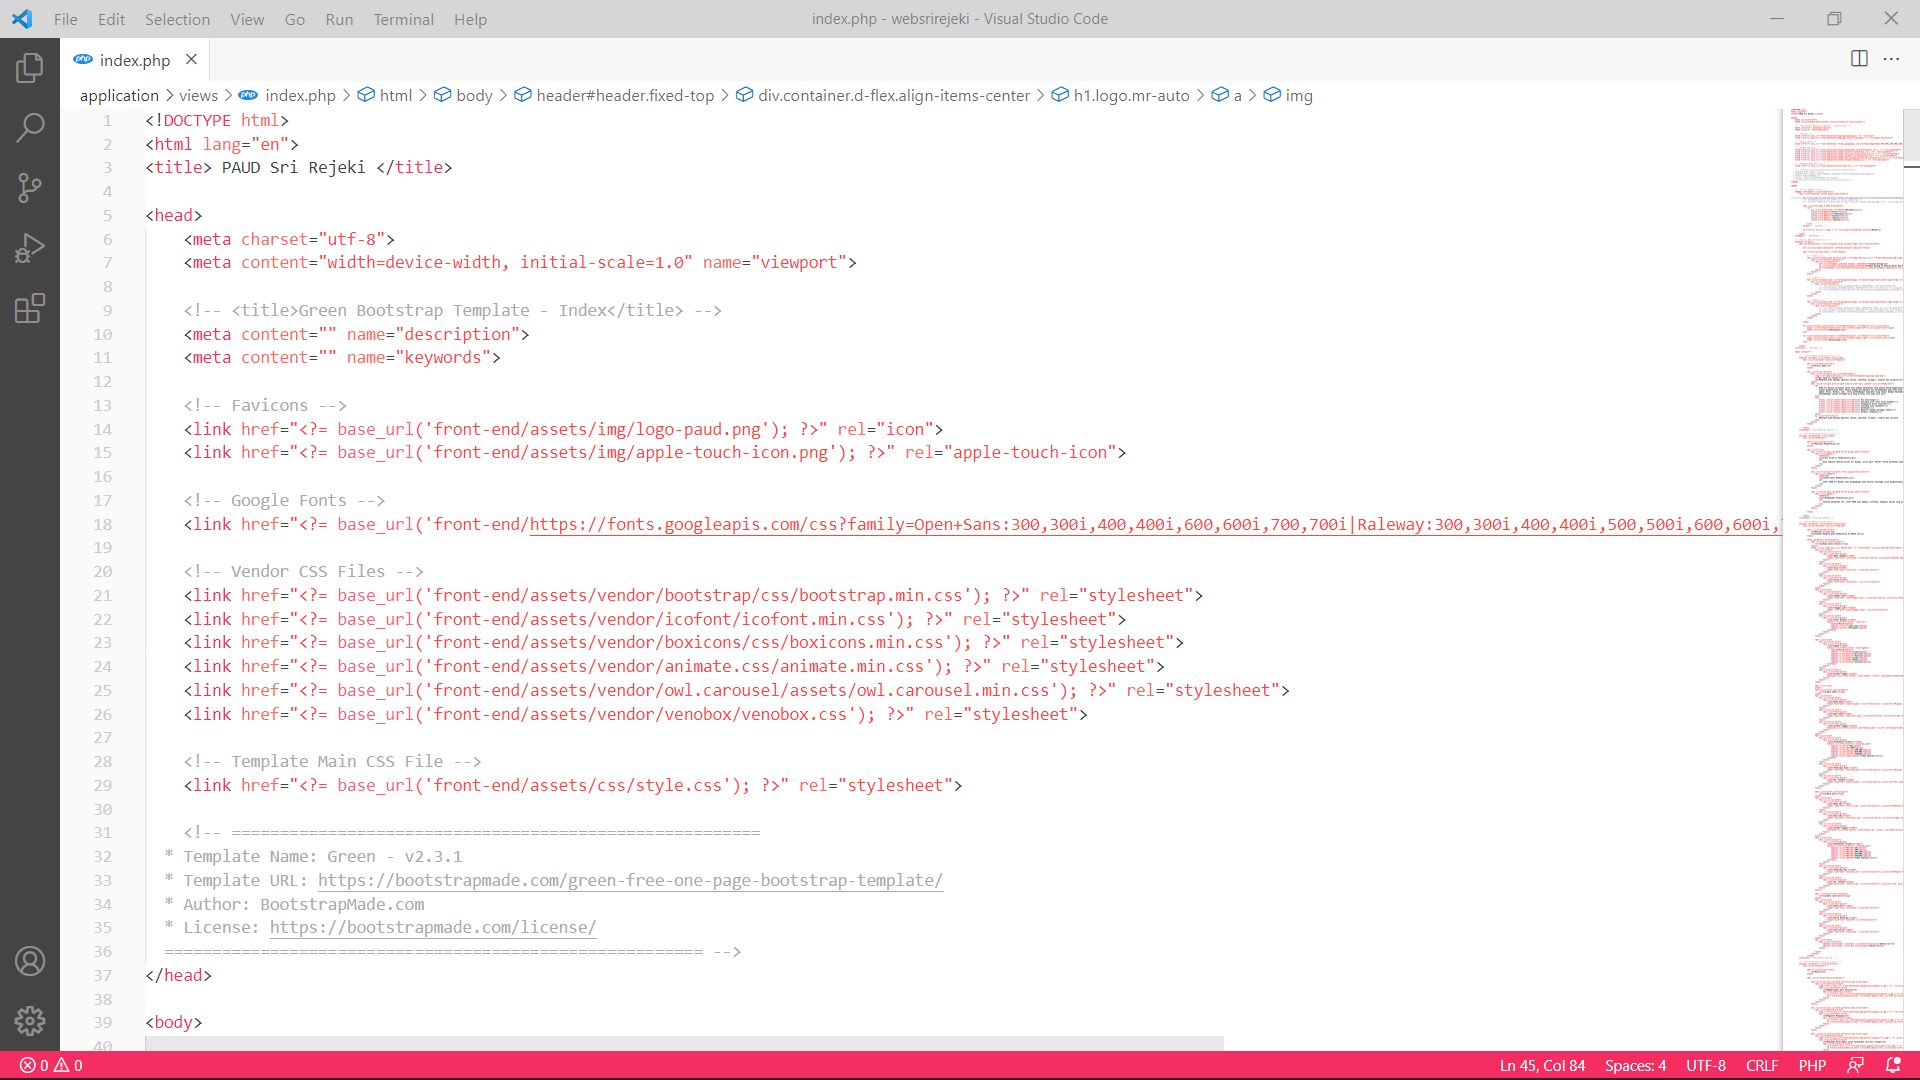 File Edit Selection View Go Run Terminal Help
index.php - websrirejeki - Visual Studio Code
php index.php
application > views > php index.php > html > body > header#header.fixed-top > div.container.d-flex.align-items-center > h1.logo.mr-auto > a > img
1 <!DOCTYPE html>
2 <html lang="en">
3 <title> PAUD Sri Rejeki </title>
4
5 <head>
6 <meta charset="utf-8">
7 <meta content="width=device-width, initial-scale=1.0" name="viewport">
8
9 <!-- <title>Green Bootstrap Template - Index</title> -->
10 <meta content="" name="description">
11 <meta content="" name="keywords">
12
13 <!-- Favicons -->
14 <link href="<?= base_url('front-end/assets/img/logo-paud.png'); ?>" rel="icon">
15 <link href="<?= base_url('front-end/assets/img/apple-touch-icon.png'); ?>" rel="apple-touch-icon">
16
17 <!-- Google Fonts -->
18 <link href="<?= base_url('front-end/https://fonts.googleapis.com/css?family=Open+Sans:300,300i,400,400i,600,600i,700,700i|Raleway:300,300i,400,400i,500,500i,600,600i,
19
20 <!-- Vendor CSS Files -->
21 <link href="<?= base_url('front-end/assets/vendor/bootstrap/css/bootstrap.min.css'); ?>" rel="stylesheet">
22 <link href="<?= base_url('front-end/assets/vendor/icofont/icofont.min.css'); ?>" rel="stylesheet">
23 <link href="<?= base_url('front-end/assets/vendor/boxicons/css/boxicons.min.css'); ?>" rel="stylesheet">
24 <link href="<?= base_url('front-end/assets/vendor/animate.css/animate.min.css'); ?>" rel="stylesheet">
25 <link href="<?= base_url('front-end/assets/vendor/owl.carousel/assets/owl.carousel.min.css'); ?>" rel="stylesheet">
26 <link href="<?= base_url('front-end/assets/vendor/venobox/venobox.css'); ?>" rel="stylesheet">
27
28 <!-- Template Main CSS File -->
29 <link href="<?= base_url('front-end/assets/css/style.css'); ?>" rel="stylesheet">
30
31 <!-- =======================================================
32 * Template Name: Green - v2.3.1
33 * Template URL: https://bootstrapmade.com/green-free-one-page-bootstrap-template/
34 * Author: BootstrapMade.com
35 * License: https://bootstrapmade.com/license/
36 ======================================================== -->
37 </head>
38
39 <body>
40
0 0 Ln 45, Col 84 Spaces: 4 UTF-8 CRLF PHP